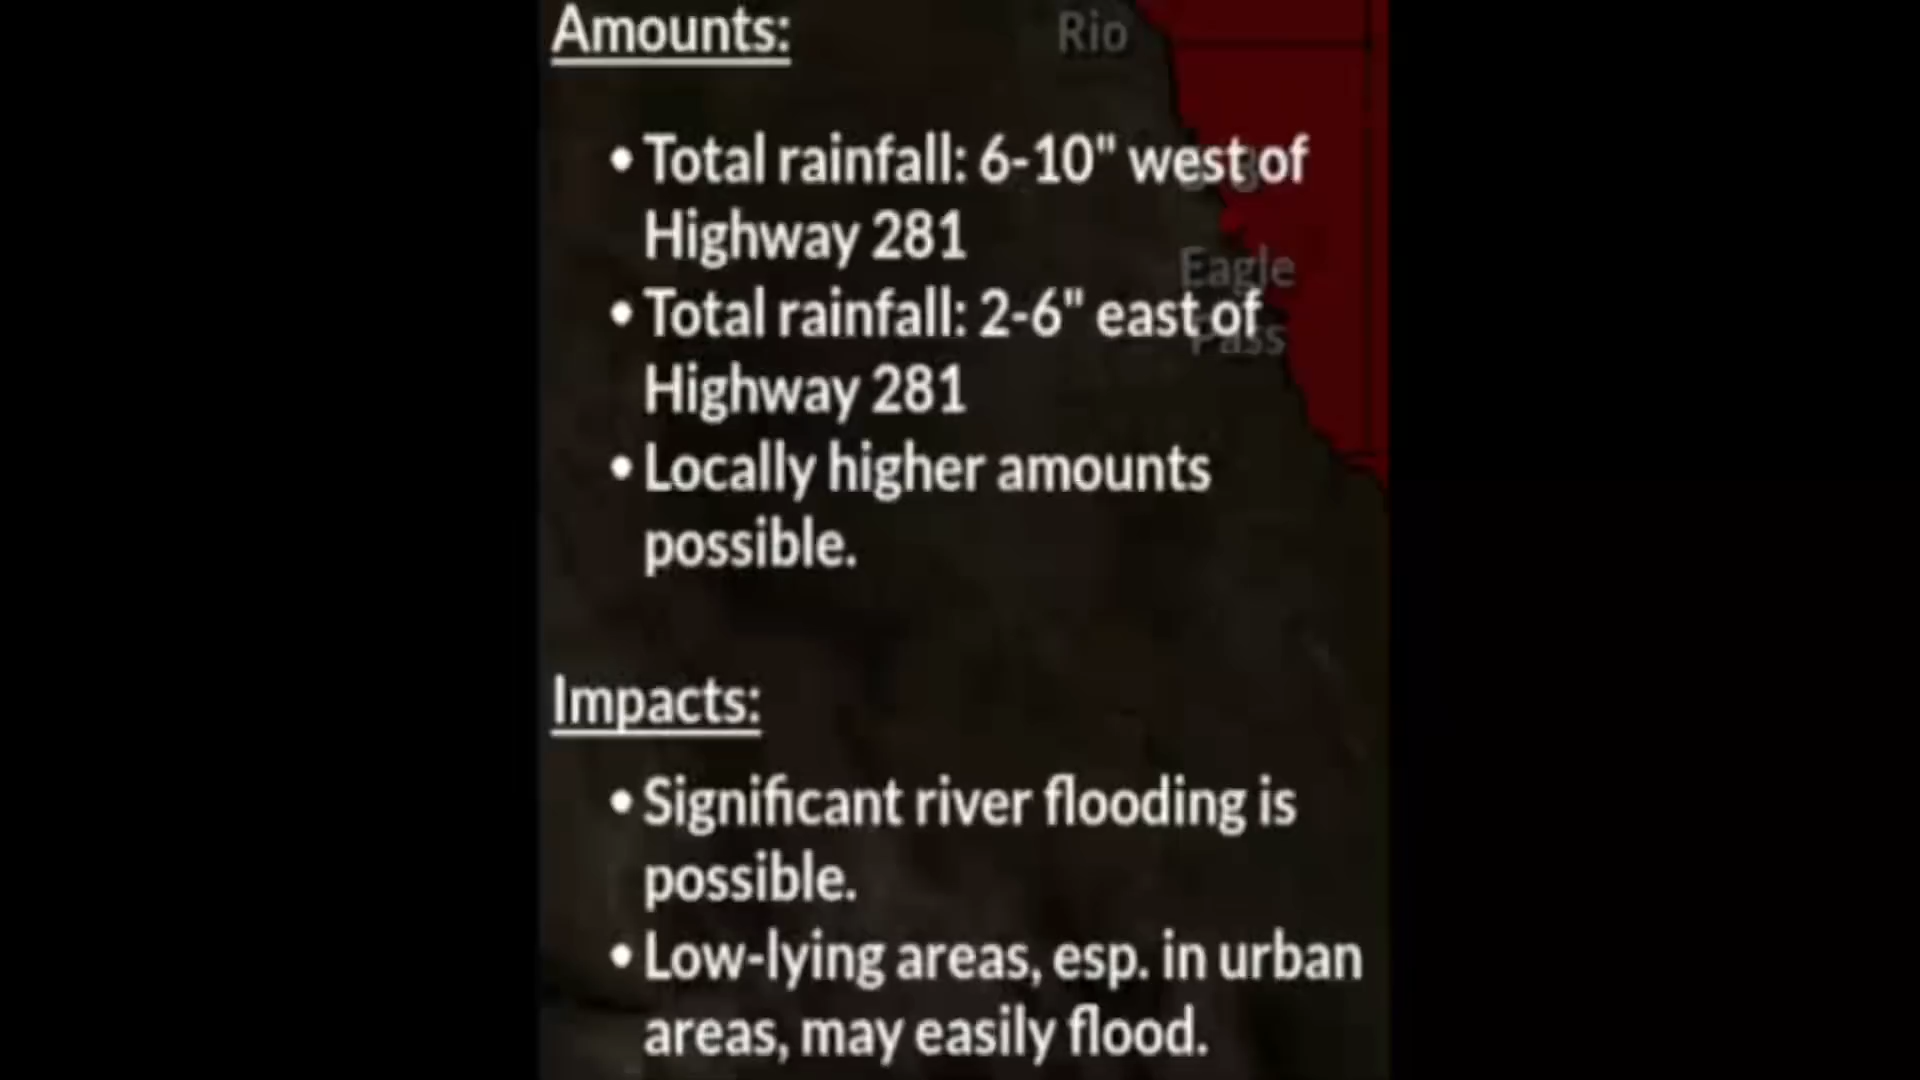 Amounts:
Rio
• Total rainfall: 6-10" west of
Highway 281
Eagle
Pass
• Total rainfall: 2-6" east of
Highway 281
• Locally higher amounts
possible.
Impacts:
• Significant river flooding is
possible.
• Low-lying areas, esp. in urban
areas, may easily flood.